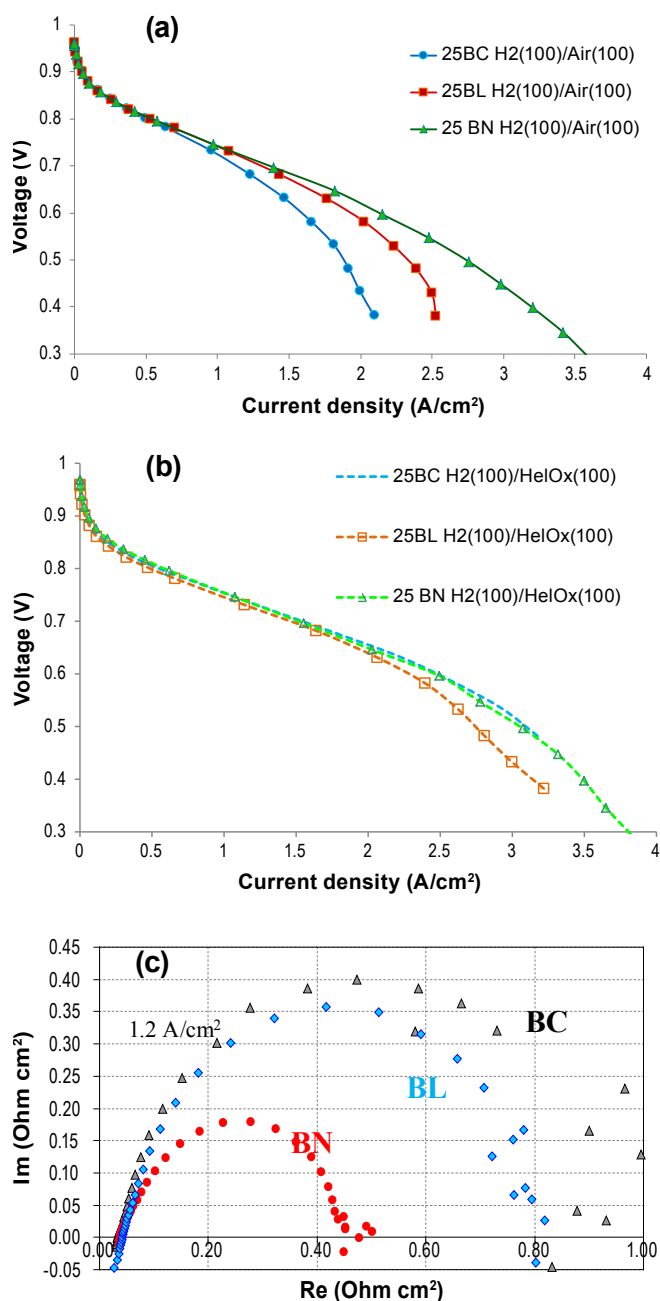 (a)
25BC H2(100)/Air(100)
25BL H2(100)/Air(100)
25 BN H2(100)/Air(100)
Voltage (V)
1
0.9
0.8
0.7
0.6
0.5
0.4
0.3
0 0.5 1 1.5 2 2.5 3 3.5 4
Current density (A/cm²)
(b)
25BC H2(100)/HelOx(100)
25BL H2(100)/HelOx(100)
25 BN H2(100)/HelOx(100)
Voltage (V)
1
0.9
0.8
0.7
0.6
0.5
0.4
0.3
0 0.5 1 1.5 2 2.5 3 3.5 4
Current density (A/cm²)
(c)
1.2 A/cm²
BC
BL
BN
Im (Ohm cm²)
0.45
0.40
0.35
0.30
0.25
0.20
0.15
0.10
0.05
0.00
-0.05
0.00 0.20 0.40 0.60 0.80 1.00
Re (Ohm cm²)